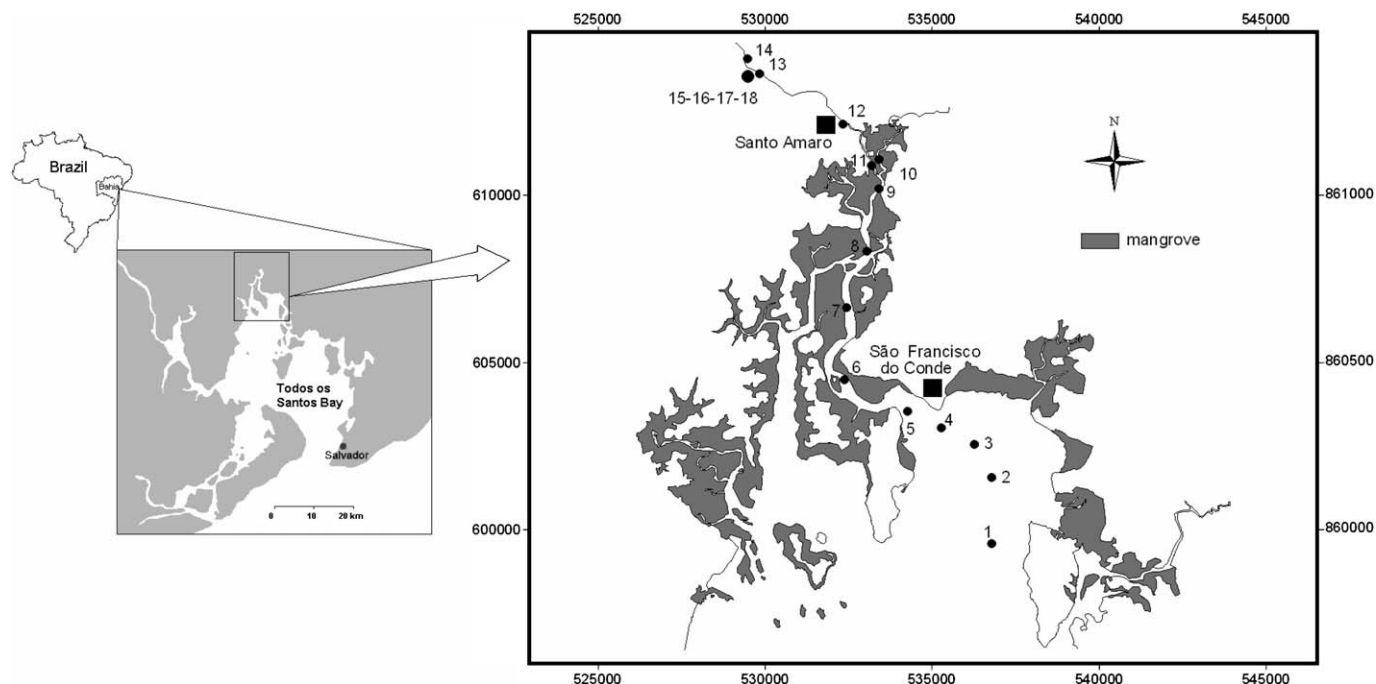 525000 530000 535000 540000 545000
14
13
15-16-17-18
12
Santo Amaro
N
Brazil
Bahia
11
10
610000
9
861000
mangrove
8
7
605000
São Francisco
do Conde
860500
6
Todos os
Santos Bay
5
4
3
Salvador
2
0 10 20 km
600000
1
860000
525000 530000 535000 540000 545000